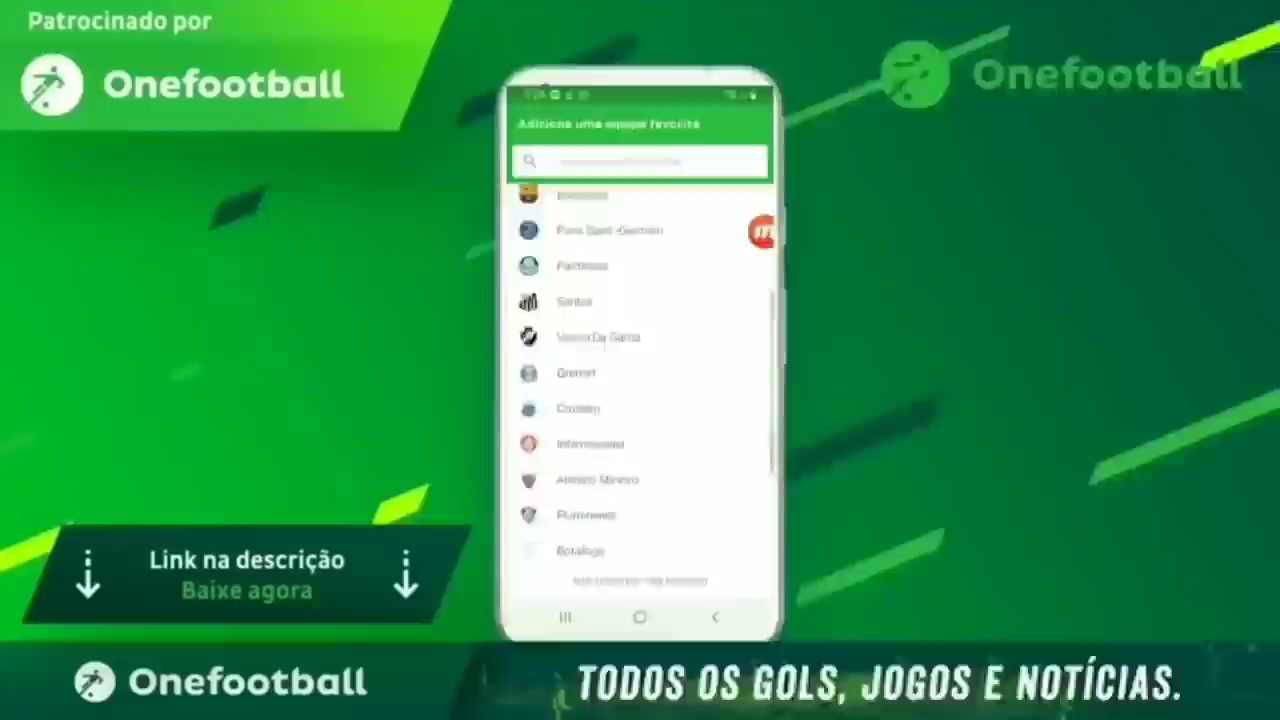 Patrocinado por
Onefootball
Onefootball
Adicione uma equipe favorita
Paris Saint-Germain
Palmeiras
Santos
Vasco Da Gama
Grêmio
Cruzeiro
Internacional
Atlético Mineiro
Fluminense
Botafogo
Link na descrição
Baixe agora
Onefootball
TODOS OS GOLS, JOGOS E NOTÍCIAS.